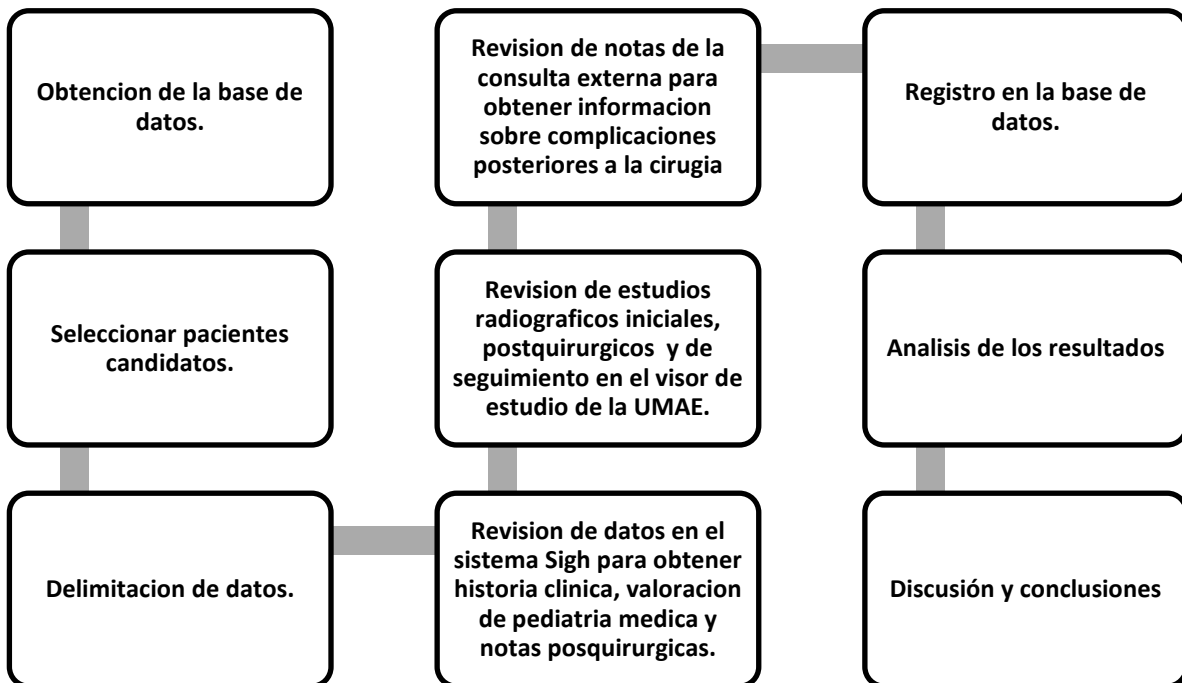 Obtencion de la base de
datos.
Seleccionar pacientes
candidatos.
Delimitacion de datos.
Revision de datos en el
sistema Sigh para obtener
historia clinica, valoracion
de pediatria medica y
notas posquirurgicas.
Revision de estudios
radiograficos iniciales,
postquirurgicos y de
seguimiento en el visor de
estudio de la UMAE.
Revision de notas de la
consulta externa para
obtener informacion
sobre complicaciones
posteriores a la cirugia
Registro en la base de
datos.
Analisis de los resultados
Discusión y conclusiones